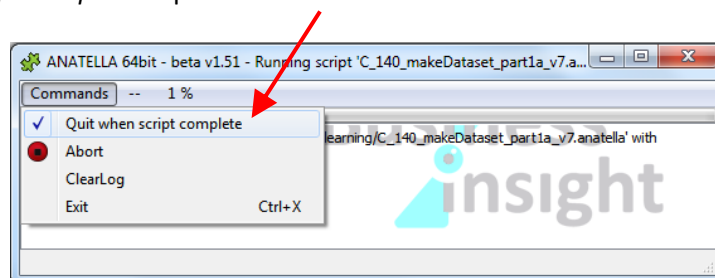 ANATELLA 64bit - beta v1.51 - Running script 'C_140_makeDataset_part1a_v7.a...
Commands -- 1 %
Quit when script complete
learning/C_140_makeDataset_part1a_v7.anatella' with
Abort
ClearLog
Exit Ctrl+X
insight